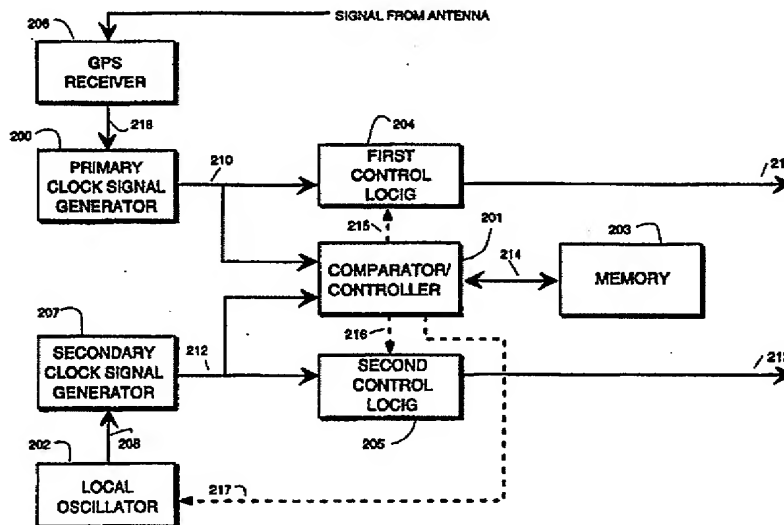 SIGNAL FROM ANTENNA
206
GPS
RECEIVER
218
200
PRIMARY
CLOCK SIGNAL
GENERATOR
210
204
FIRST
CONTROL
LOCIG
215
201
COMPARATOR/
CONTROLLER
214
203
MEMORY
207
SECONDARY
CLOCK SIGNAL
GENERATOR
212
216
SECOND
CONTROL
LOCIG
205
208
202
LOCAL
OSCILLATOR
217